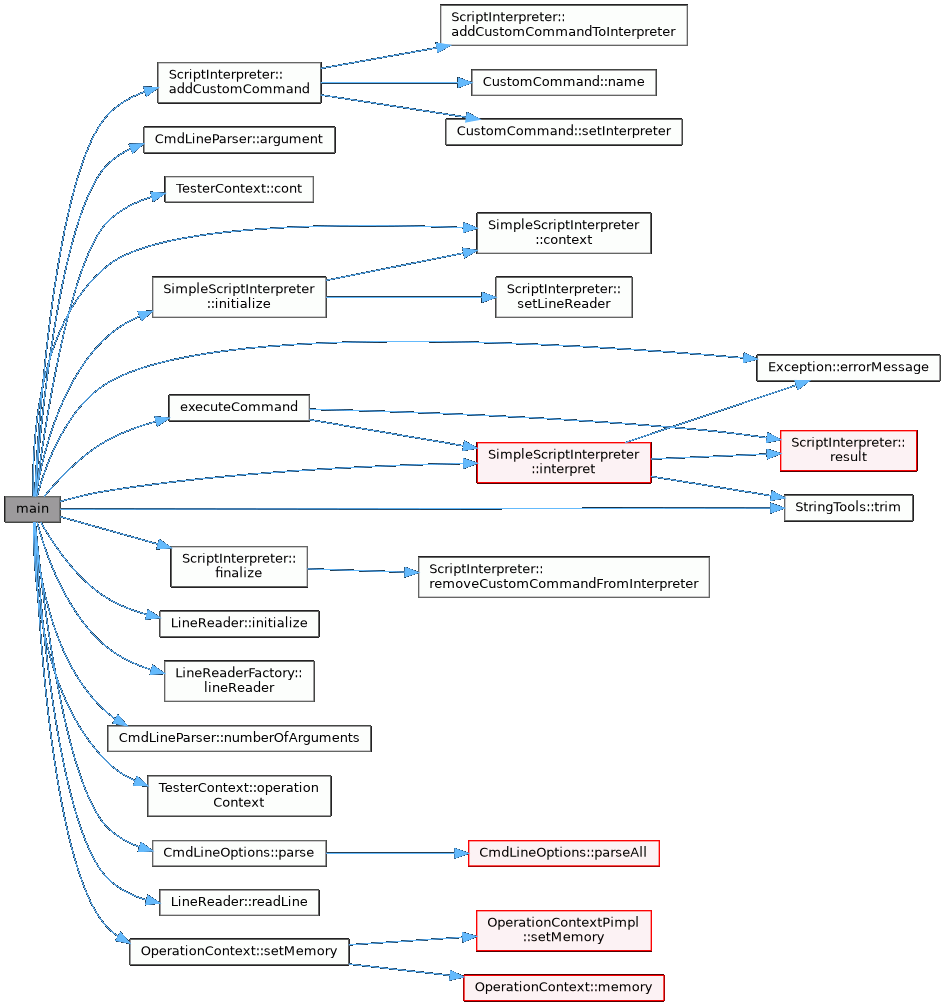 ScriptInterpreter::
addCustomCommandToInterpreter
ScriptInterpreter::
addCustomCommand
CustomCommand::name
CustomCommand::setInterpreter
CmdLineParser::argument
TesterContext::cont
SimpleScriptInterpreter
::context
SimpleScriptInterpreter
::initialize
ScriptInterpreter::
setLineReader
Exception::errorMessage
executeCommand
SimpleScriptInterpreter
::interpret
ScriptInterpreter::
result
main
StringTools::trim
ScriptInterpreter::
finalize
ScriptInterpreter::
removeCustomCommandFromInterpreter
LineReader::initialize
LineReaderFactory::
lineReader
CmdLineParser::numberOfArguments
TesterContext::operation
Context
CmdLineOptions::parse
CmdLineOptions::parseAll
LineReader::readLine
OperationContextPimpl
::setMemory
OperationContext::setMemory
OperationContext::memory